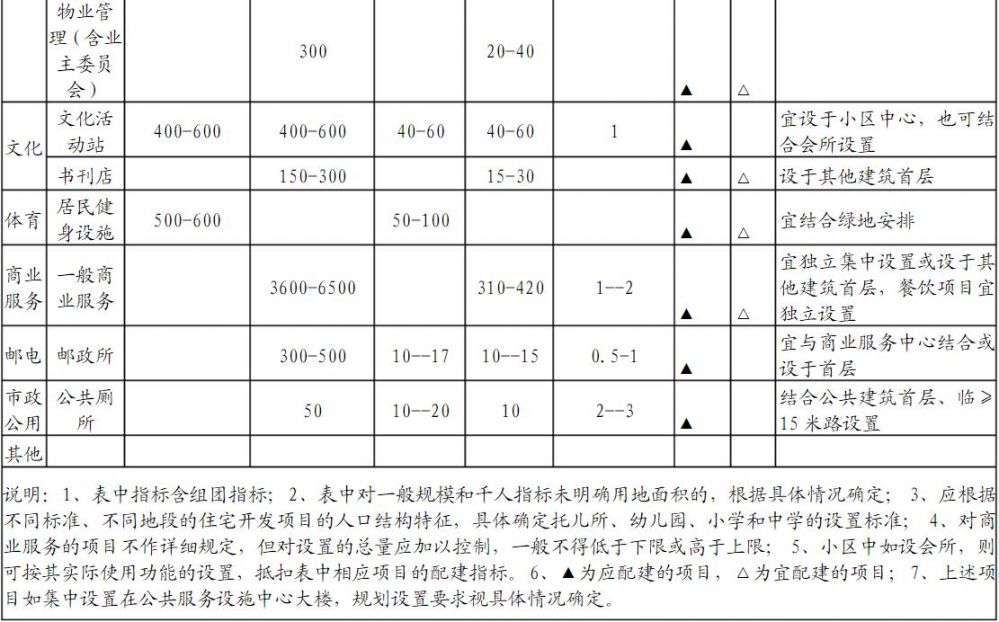 物业管
理（含业
主委员
会）
300
20-40
▲
△
文化
文化活
动站
400-600
400-600
40-60
40-60
1
▲
宜设于小区中心，也可结
合会所设置
书刊店
150-300
15-30
▲
△
设于其他建筑首层
体育
居民健
身设施
500-600
50-100
▲
△
宜结合绿地安排
商业
服务
一般商
业服务
3600-6500
310-420
1--2
▲
△
宜独立集中设置或设于其
他建筑首层，餐饮项目宜
独立设置
邮电
邮政所
300-500
10--17
10--15
0.5-1
▲
宜与商业服务中心结合或
设于首层
市政
公用
公共厕
所
50
10--20
10
2--3
▲
结合公共建筑首层、临≥
15米路设置
其他
说明：1、表中指标含组团指标；2、表中对一般规模和千人指标未明确用地面积的，根据具体情况确定；3、应根据
不同标准、不同地段的住宅开发项目的人口结构特征，具体确定托儿所、幼儿园、小学和中学的设置标准；4、对商
业服务的项目不作详细规定，但对设置的总量应加以控制，一般不得低于下限或高于上限；5、小区中如设会所，则
可按其实际使用功能的设置，抵扣表中相应项目的配建指标。6、▲为应配建的项目，△为宜配建的项目；7、上述项
目如集中设置在公共服务设施中心大楼，规划设置要求视具体情况确定。